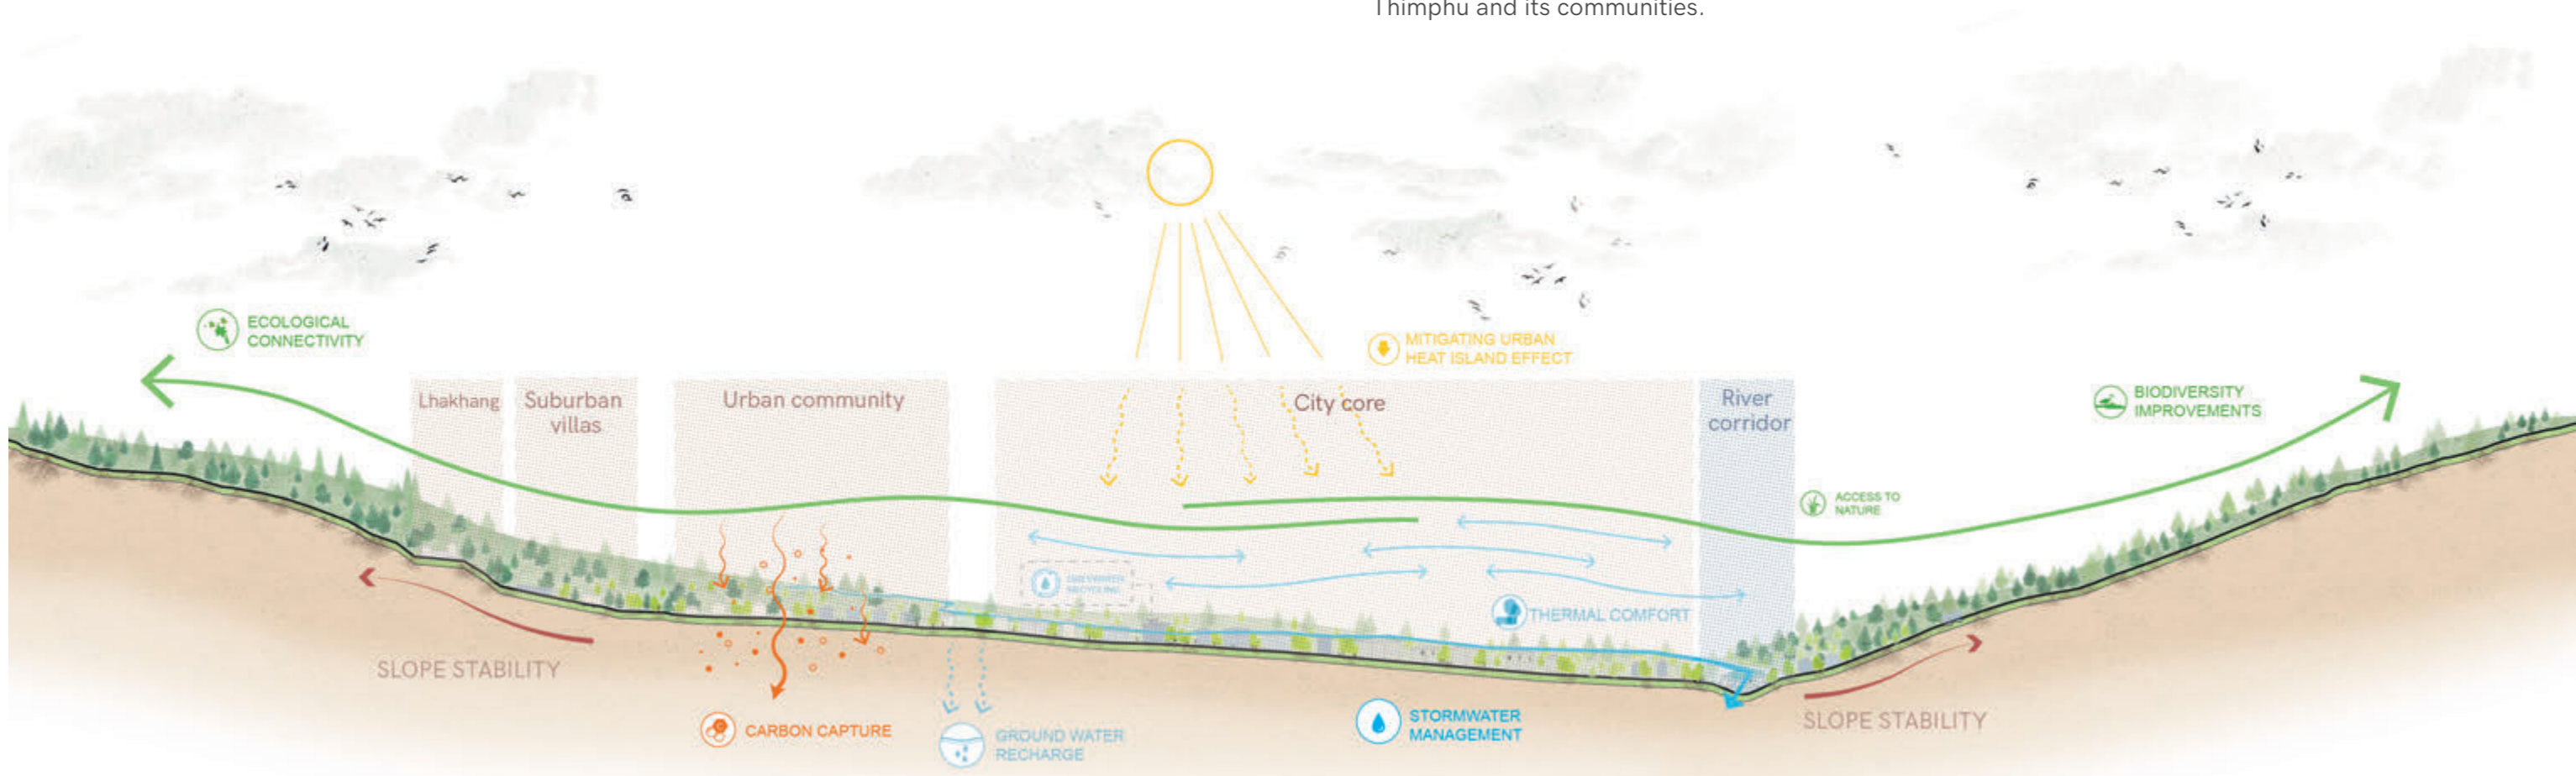 Thimphu and its communities.
ECOLOGICAL
CONNECTIVITY
MITIGATING URBAN
HEAT ISLAND EFFECT
Lhakhang
Suburban
villas
Urban community
City core
River
corridor
BIODIVERSITY
IMPROVEMENTS
ACCESS TO
NATURE
THERMAL COMFORT
SLOPE STABILITY
CARBON CAPTURE
GROUND WATER
RECHARGE
STORMWATER
MANAGEMENT
SLOPE STABILITY